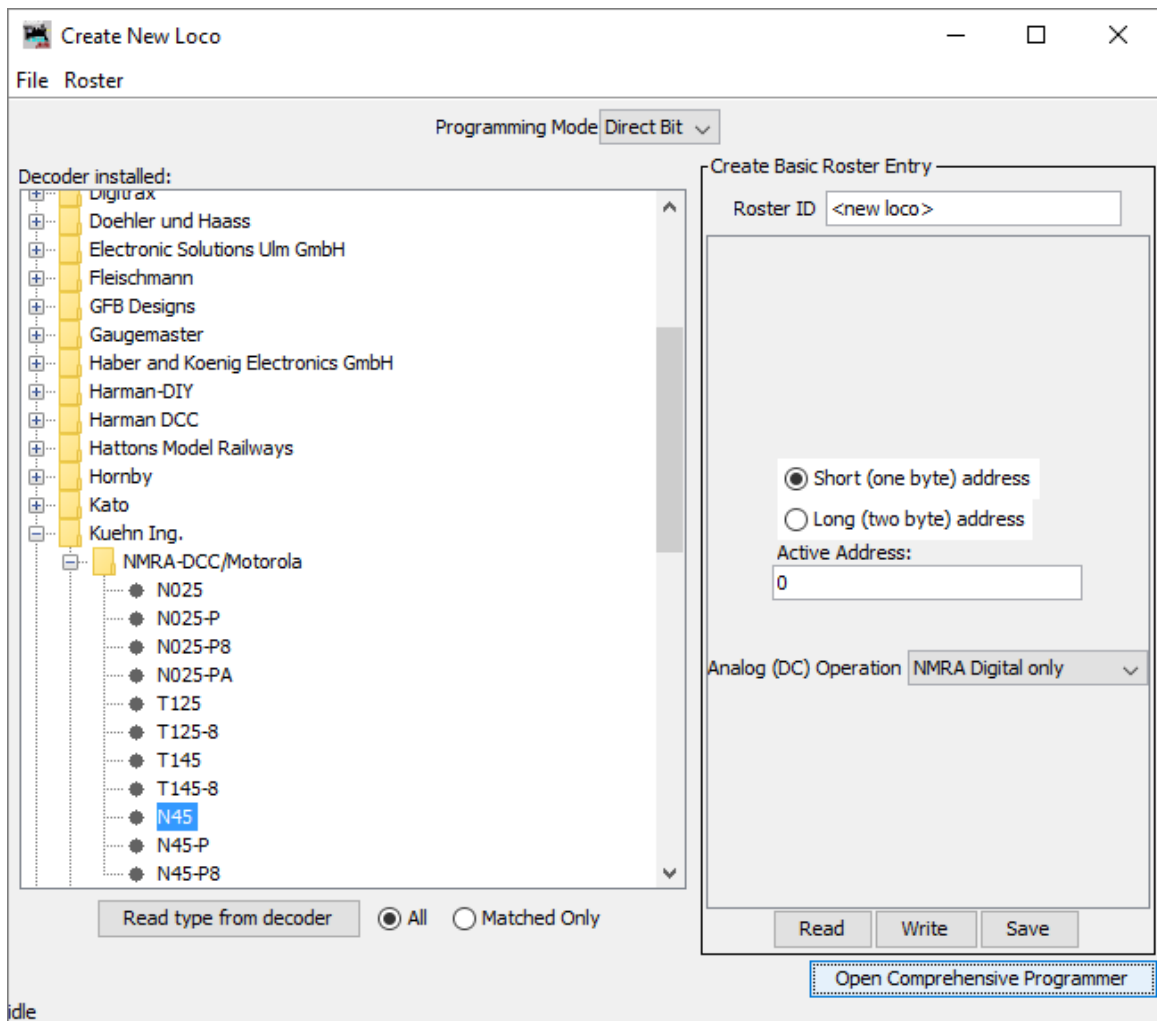 Create New Loco
File Roster
Programming Mode Direct Bit
Decoder installed:
Digitrax
Doehler und Haass
Electronic Solutions Ulm GmbH
Fleischmann
GFB Designs
Gaugemaster
Haber and Koenig Electronics GmbH
Harman-DIY
Harman DCC
Hattons Model Railways
Hornby
Kato
Kuehn Ing.
NMRA-DCC/Motorola
N025
N025-P
N025-P8
N025-PA
T125
T125-8
T145
T145-8
N45
N45-P
N45-P8
Read type from decoder All Matched Only
Create Basic Roster Entry
Roster ID <new loco>
Short (one byte) address
Long (two byte) address
Active Address:
0
Analog (DC) Operation NMRA Digital only
Read Write Save
Open Comprehensive Programmer
idle